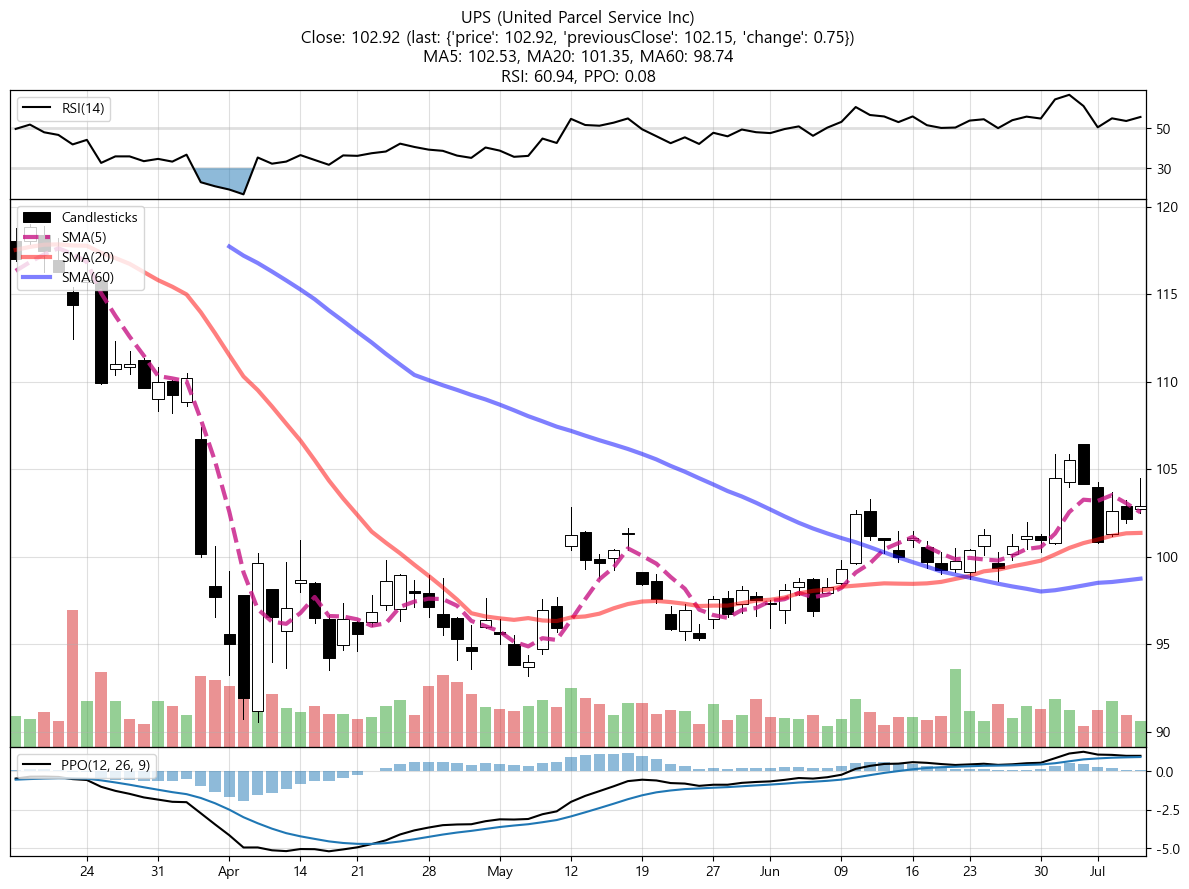 UPS (United Parcel Service Inc)
Close: 102.92 (last: {'price': 102.92, 'previousClose': 102.15, 'change': 0.75})
MA5: 102.53, MA20: 101.35, MA60: 98.74
RSI: 60.94, PPO: 0.08
RSI(14)
50
30
Candlesticks
SMA(5)
SMA(20)
SMA(60)
120
115
110
105
100
95
90
PPO(12, 26, 9)
0.0
-2.5
-5.0
24 31 Apr 14 21 28 May 12 19 27 Jun 09 16 23 30 Jul